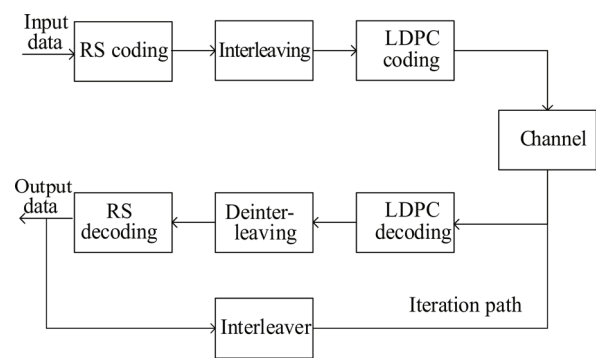 Input
data
RS coding
Interleaving
LDPC
coding
Channel
Output
data
RS
decoding
Deinter-
leaving
LDPC
decoding
Iteration path
Interleaver